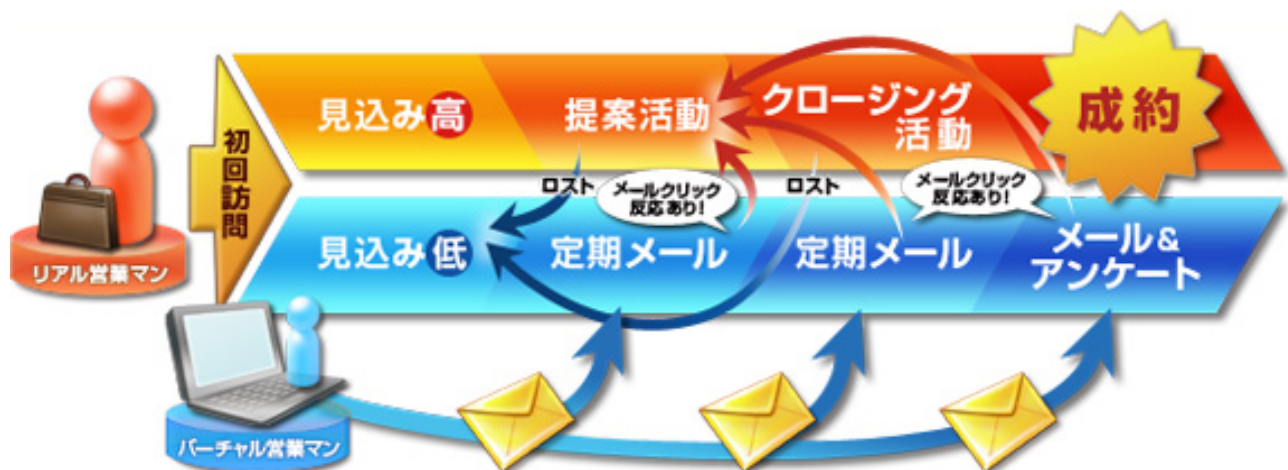 見込み高
提案活動
クロージング
活動
成約
初回訪問
ロスト
メールクリック
反応あり!
ロスト
メールクリック
反応あり!
リアル営業マン
見込み低
定期メール
定期メール
メール&
アンケート
バーチャル営業マン